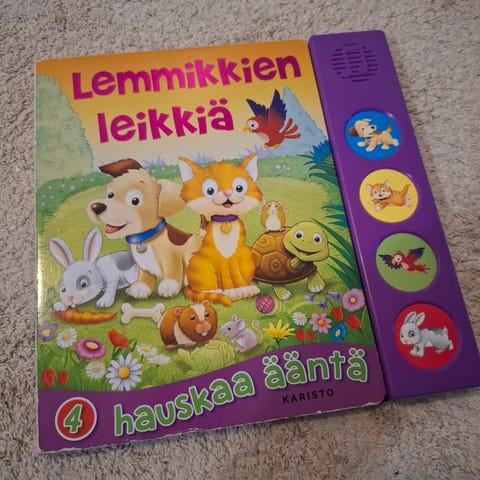 Lemmikkien
leikkiä
4 hauskaa ääntä
KARISTO